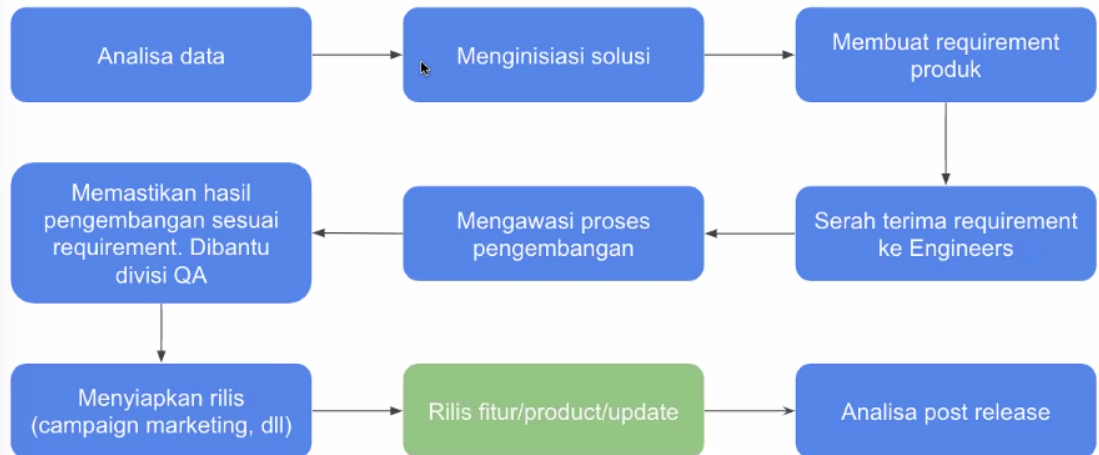 Analisa data
Menginisiasi solusi
Membuat requirement
produk
Serah terima requirement
ke Engineers
Mengawasi proses
pengembangan
Memastikan hasil
pengembangan sesuai
requirement. Dibantu
divisi QA
Menyiapkan rilis
(campaign marketing, dll)
Rilis fitur/product/update
Analisa post release